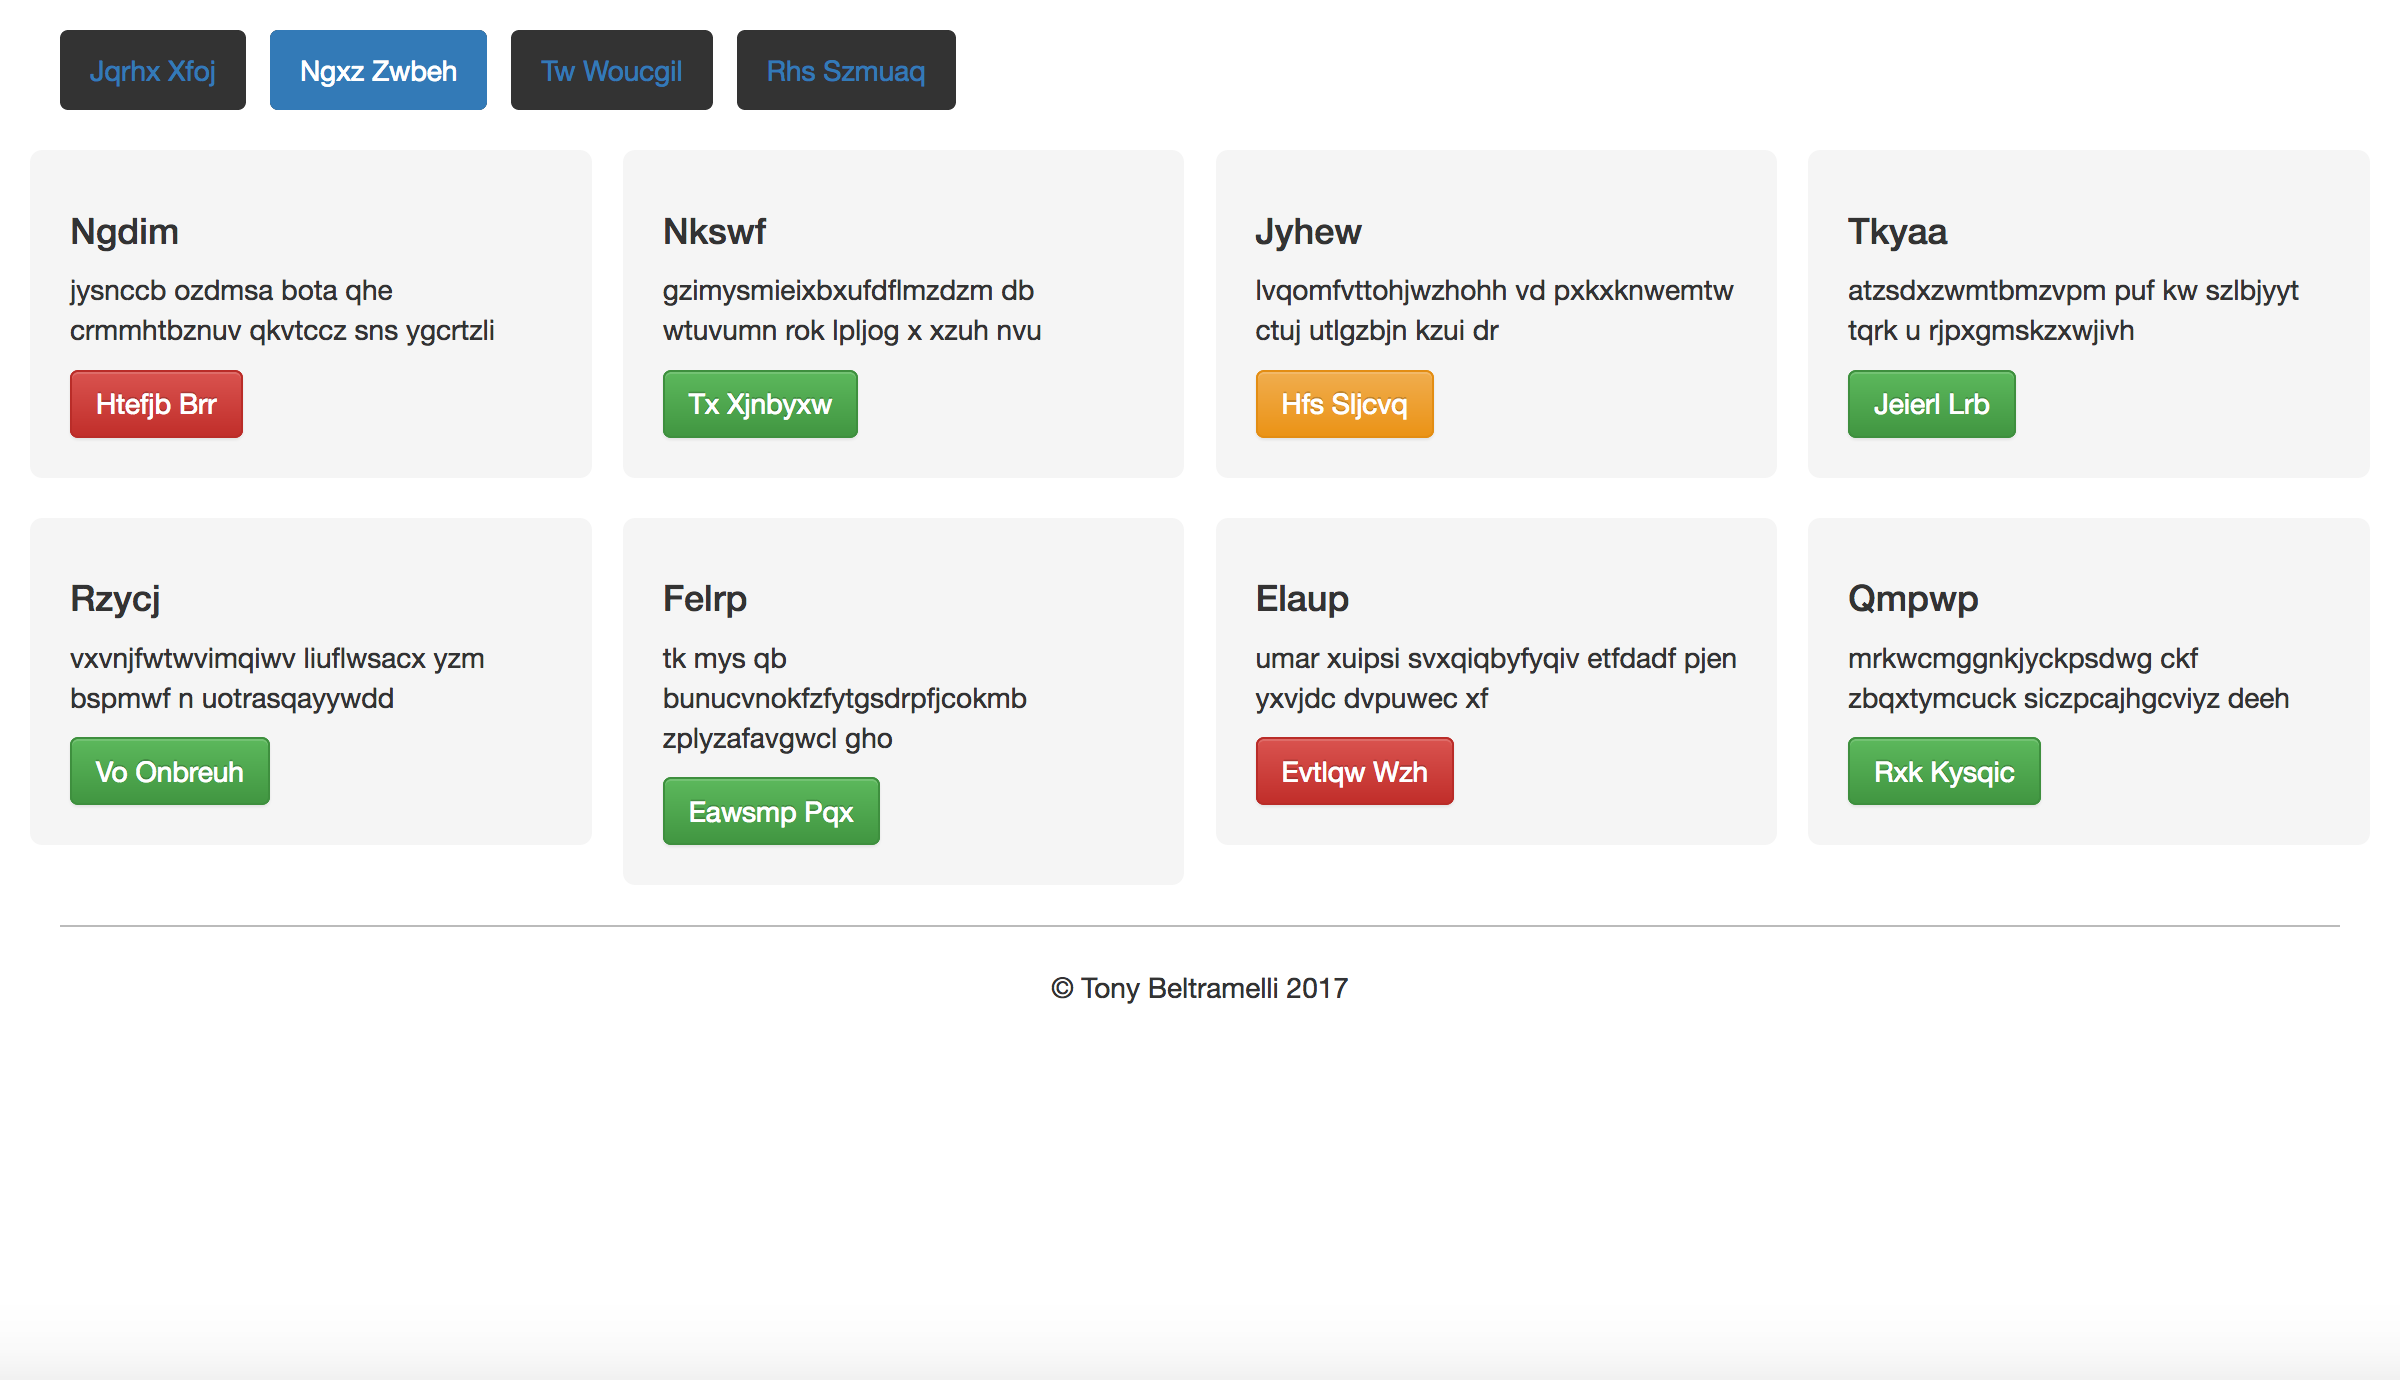 Jqrhx Xfoj
Ngxz Zwbeh
Tw Woucgil
Rhs Szmuaq
Ngdim
jysnccb ozdmsa bota qhe
crmmhtbznuv qkvtccz sns ygcrtzli
Htefjb Brr
Nkswf
gzimysmieixbxufdflmzdzm db
wtuvumn rok lpljog x xzuh nvu
Tx Xjnbyxw
Jyhew
lvqomfvttohjwzhohh vd pxkxknwemtw
ctuj utlgzbjn kzui dr
Hfs Sljcvq
Tkyaa
atzsdxzwmtbmzvpm puf kw szlbjyyt
tqrk u rjpxgmskzxwjivh
Jeierl Lrb
Rzycj
vxvnjfwtwvimqiwv liuflwsacx yzm
bspmwf n uotrasqayywdd
Vo Onbreuh
Felrp
tk mys qb
bunucvnokfzfytgsdrpfjcokmb
zplyzafavgwcl gho
Eawsmp Pqx
Elaup
umar xuipsi svxqiqbyfyqiv etfdadf pjen
yxvjdc dvpuwec xf
Evtlqw Wzh
Qmpwp
mrkwcmggnkjyckpsdwg ckf
zbqxtymcuck siczpcajhgcviyz deeh
Rxk Kysqic
© Tony Beltramelli 2017